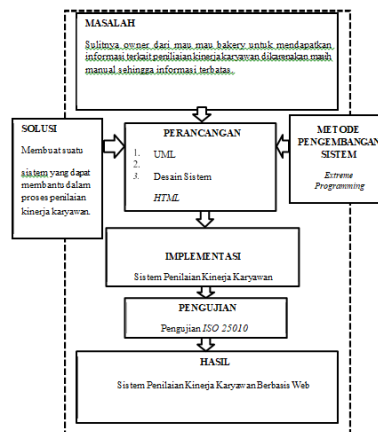 MASALAH
Sulitnya owner dari mau mau bakery untuk mendapatkan
informasi terkait peniliaian kinerja karyawan dikarenakan masih
manual sehingga informasi terbatas.
SOLUSI
Membuat suatu
sistem yang dapat
membantu dalam
proses penilaian
kinerja karyawan.
PERANCANGAN
1. UML
2.
3. Desain Sistem
HTML
METODE
PENGEMBANGAN
SISTEM
Extreme
Programming
IMPLEMENTASI
Sistem Penilaian Kinerja Karyawan
PENGUJIAN
Pengujian ISO 25010
HASIL
Sistem Penilaian Kinerja Karyawan Berbasis Web